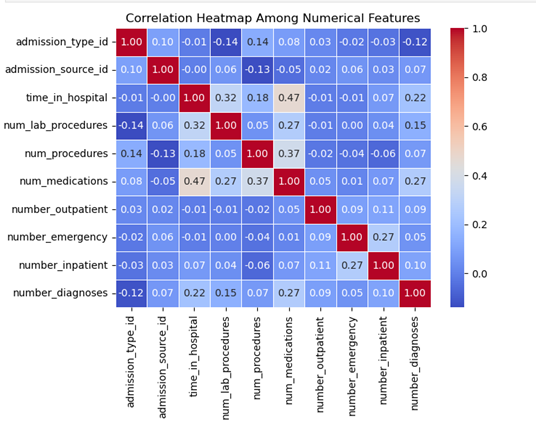 Correlation Heatmap Among Numerical Features
admission_type_id 1.00 0.10 -0.01 -0.14 0.14 0.08 0.03 -0.02 -0.03 -0.12
admission_source_id 0.10 1.00 -0.00 0.06 -0.13 -0.05 0.02 0.06 0.03 0.07
time_in_hospital -0.01 -0.00 1.00 0.32 0.18 0.47 -0.01 -0.01 0.07 0.22
num_lab_procedures -0.14 0.06 0.32 1.00 0.05 0.27 -0.01 0.00 0.04 0.15
num_procedures 0.14 -0.13 0.18 0.05 1.00 0.37 -0.02 -0.04 -0.06 0.07
num_medications 0.08 -0.05 0.47 0.27 0.37 1.00 0.05 0.01 0.07 0.27
number_outpatient 0.03 0.02 -0.01 -0.01 -0.02 0.05 1.00 0.09 0.11 0.09
number_emergency -0.02 0.06 -0.01 0.00 -0.04 0.01 0.09 1.00 0.27 0.05
number_inpatient -0.03 0.03 0.07 0.04 -0.06 0.07 0.11 0.27 1.00 0.10
number_diagnoses -0.12 0.07 0.22 0.15 0.07 0.27 0.09 0.05 0.10 1.00
admission_type_id
admission_source_id
time_in_hospital
num_lab_procedures
num_procedures
num_medications
number_outpatient
number_emergency
number_inpatient
number_diagnoses
1.0
0.8
0.6
0.4
0.2
0.0